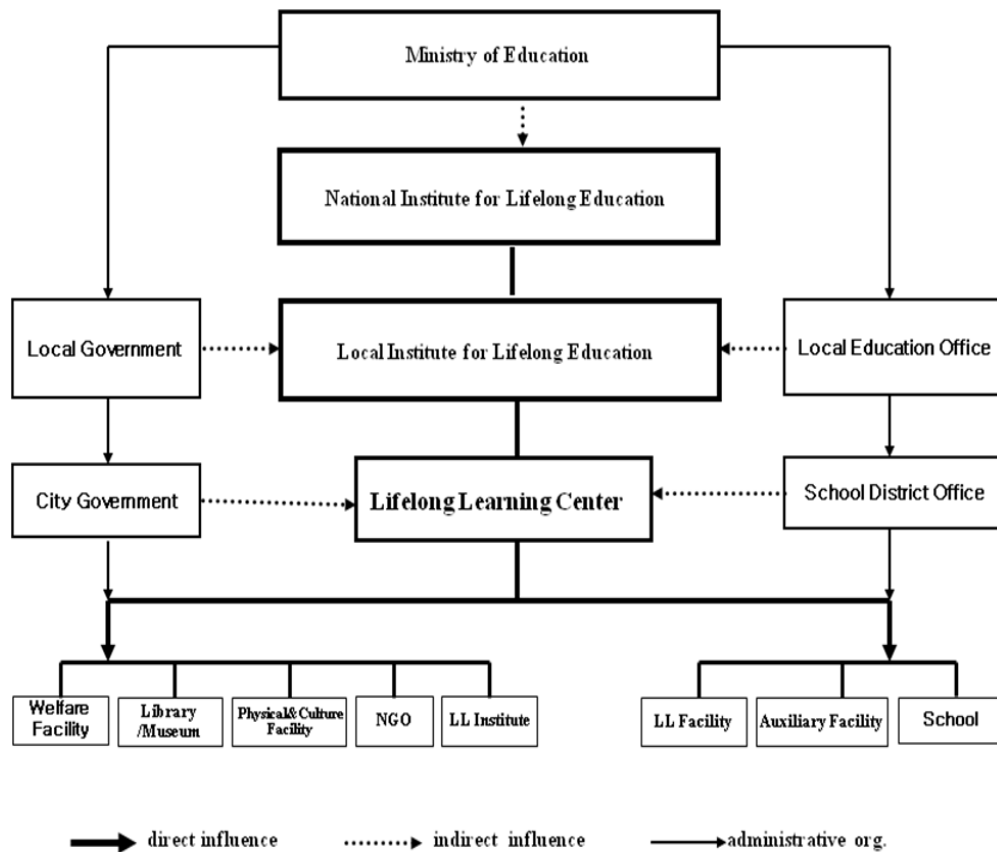 Ministry of Education
National Institute for Lifelong Education
Local Government
Local Institute for Lifelong Education
Local Education Office
City Government
Lifelong Learning Center
School District Office
Welfare
Facility
Library
/Museum
Physical& Culture
Facility
NGO
LL Institute
LL Facility
Auxiliary Facility
School
direct influence
indirect influence
administrative org.